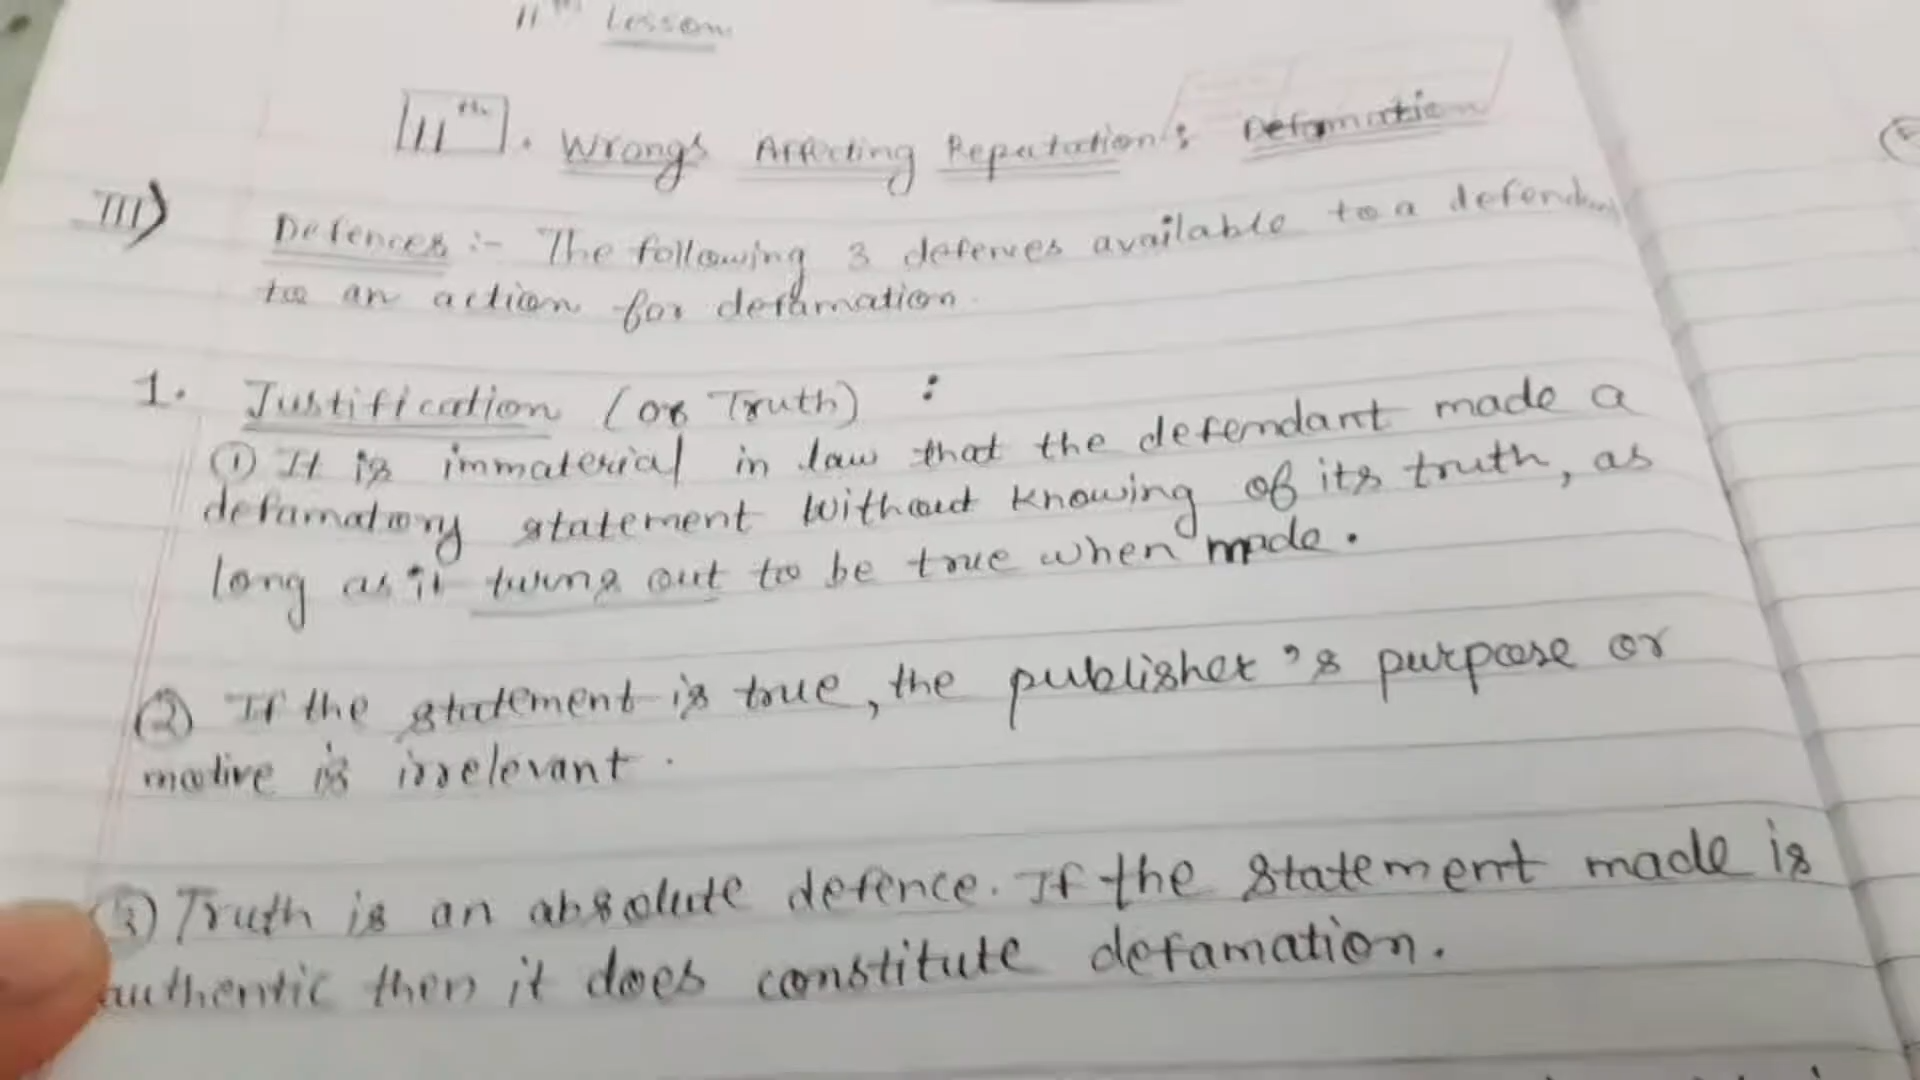 11th Lesson
11th. Wrongs Affecting Reputation : Defamation
III) Defences :- The following 3 defences available to a defendant
to an action for defamation.
1. Justification (or Truth) :
① It is immaterial in law that the defendant made a
defamatory statement without knowing of its truth, as
long as it turns out to be true when made.
② If the statement is true, the publisher's purpose or
motive is irrelevant.
③ Truth is an absolute defence. If the statement made is
authentic then it does constitute defamation.